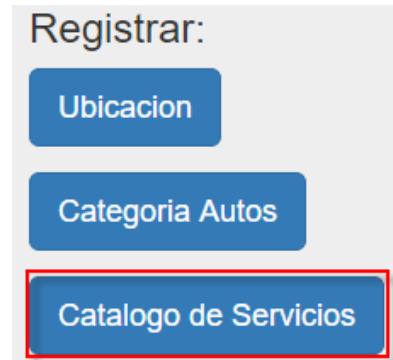 Registrar:
Ubicacion
Categoria Autos
Catalogo de Servicios